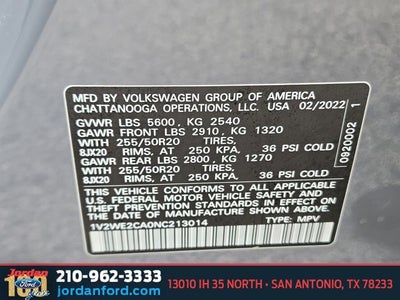 MFD BY VOLKSWAGEN GROUP OF AMERICA
CHATTANOOGA OPERATIONS, LLC. USA 02/2022
GVWR LBS 5600, KG 2540
GAWR FRONT LBS 2910, KG 1320
WITH 255/50R20 TIRES,
8JX20 RIMS, AT 250 KPA, 36 PSI COLD
GAWR REAR LBS 2800, KG 1270
WITH 255/50R20 TIRES,
8JX20 RIMS, AT 250 KPA, 36 PSI COLD
THIS VEHICLE CONFORMS TO ALL APPLICABLE
U.S. FEDERAL MOTOR VEHICLE SAFETY AND
THEFT PREVENTION STANDARDS IN EFFECT ON THE
DATE OF MANUFACTURE SHOWN ABOVE.
1V2WE2CA0NC213014 TYPE: MPV
0920002 1
Jordan
210-962-3333
jordanford.com
13010 IH 35 NORTH • SAN ANTONIO, TX 78233